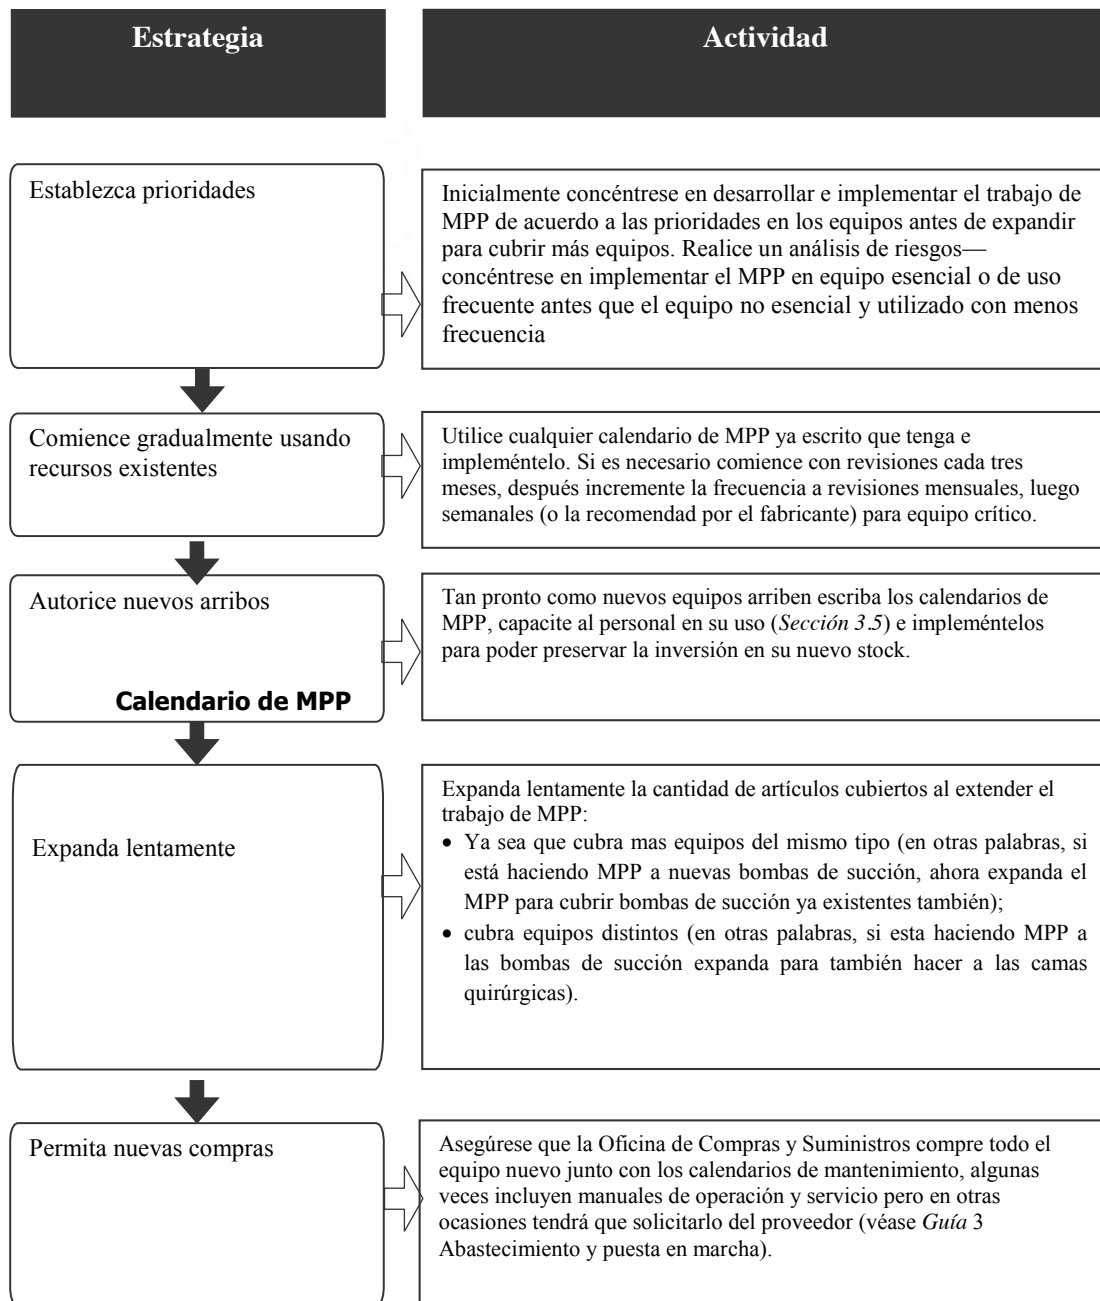 Estrategia
Actividad
Establezca prioridades
Inicialmente concéntrese en desarrollar e implementar el trabajo de
MPP de acuerdo a las prioridades en los equipos antes de expandir
para cubrir más equipos. Realice un análisis de riesgos—
concéntrese en implementar el MPP en equipo esencial o de uso
frecuente antes que el equipo no esencial y utilizado con menos
frecuencia
Comience gradualmente usando
recursos existentes
Utilice cualquier calendario de MPP ya escrito que tenga e
impleméntelo. Si es necesario comience con revisiones cada tres
meses, después incremente la frecuencia a revisiones mensuales, luego
semanales (o la recomendad por el fabricante) para equipo crítico.
Autorice nuevos arribos
Calendario de MPP
Tan pronto como nuevos equipos arriben escriba los calendarios de
MPP, capacite al personal en su uso (Sección 3.5) e impleméntelos
para poder preservar la inversión en su nuevo stock.
Expanda lentamente
Expanda lentamente la cantidad de artículos cubiertos al extender el
trabajo de MPP:
• Ya sea que cubra mas equipos del mismo tipo (en otras palabras, si
está haciendo MPP a nuevas bombas de succión, ahora expanda el
MPP para cubrir bombas de succión ya existentes también);
• cubra equipos distintos (en otras palabras, si esta haciendo MPP a
las bombas de succión expanda para también hacer a las camas
quirúrgicas).
Permita nuevas compras
Asegúrese que la Oficina de Compras y Suministros compre todo el
equipo nuevo junto con los calendarios de mantenimiento, algunas
veces incluyen manuales de operación y servicio pero en otras
ocasiones tendrá que solicitarlo del proveedor (véase Guía 3
Abastecimiento y puesta en marcha).